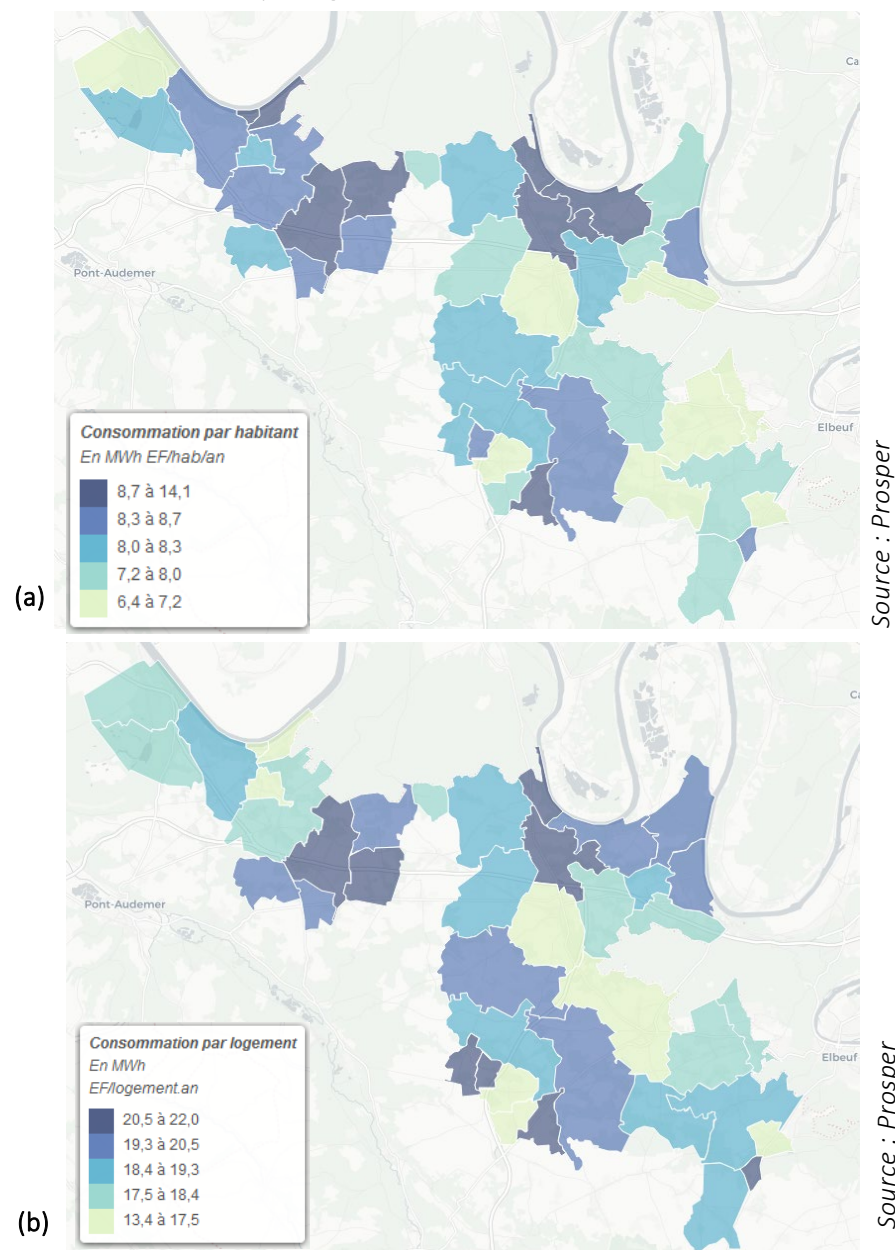 Ca
Pont-Audemer
Elbeuf
Consommation par habitant
En MWh EF/hab/an
8,7 à 14,1
8,3 à 8,7
8,0 à 8,3
7,2 à 8,0
6,4 à 7,2
(a)
Source : Prosper
Ca
Pont-Audemer
Elbeuf
Consommation par logement
En MWh
EF/logement.an
20,5 à 22,0
19,3 à 20,5
18,4 à 19,3
17,5 à 18,4
13,4 à 17,5
(b)
Source : Prosper